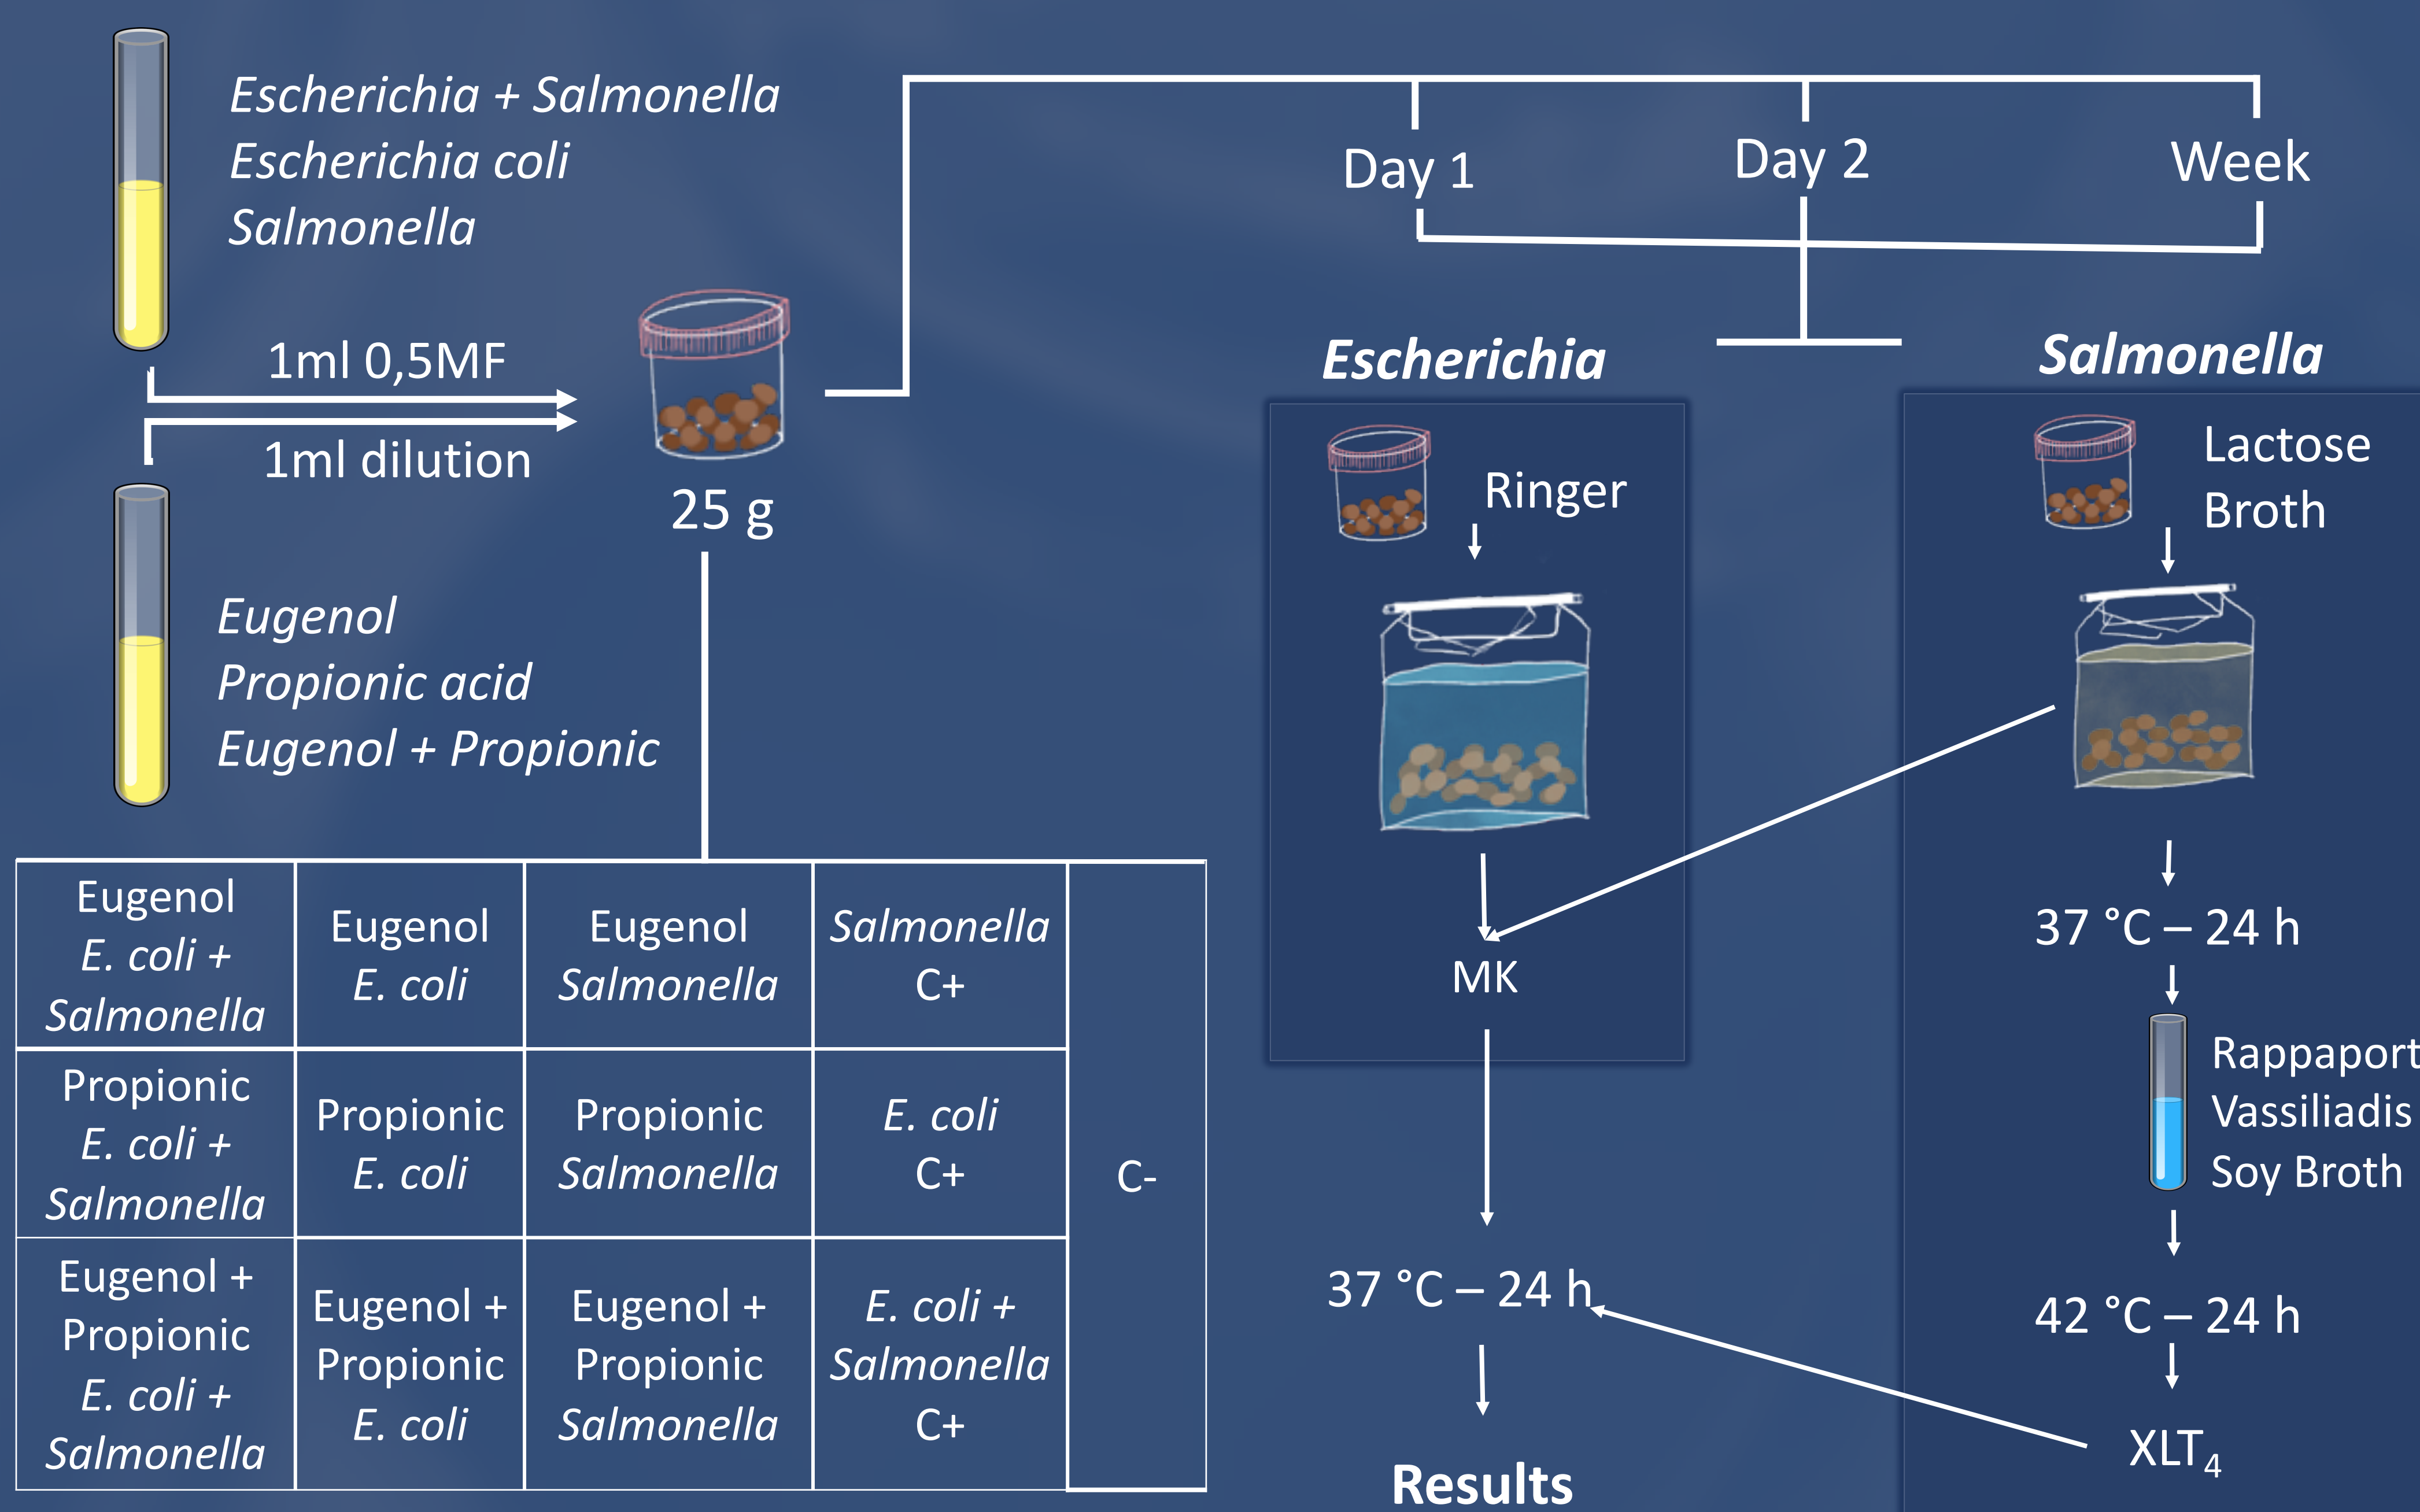 Escherichia + Salmonella
Escherichia coli
Salmonella
1ml 0,5MF
1ml dilution
25 g
Eugenol
Propionic acid
Eugenol + Propionic
Day 1
Day 2
Week
Escherichia
Ringer
MK
37 °C – 24 h
Results
Salmonella
Lactose
Broth
37 °C – 24 h
Rappaport
Vassiliadis
Soy Broth
42 °C – 24 h
XLT4
Eugenol
E. coli +
Salmonella
Eugenol
E. coli
Eugenol
Salmonella
Salmonella
C+
C-
Propionic
E. coli +
Salmonella
Propionic
E. coli
Propionic
Salmonella
E. coli
C+
Eugenol +
Propionic
E. coli +
Salmonella
Eugenol +
Propionic
E. coli
Eugenol +
Propionic
Salmonella
E. coli +
Salmonella
C+